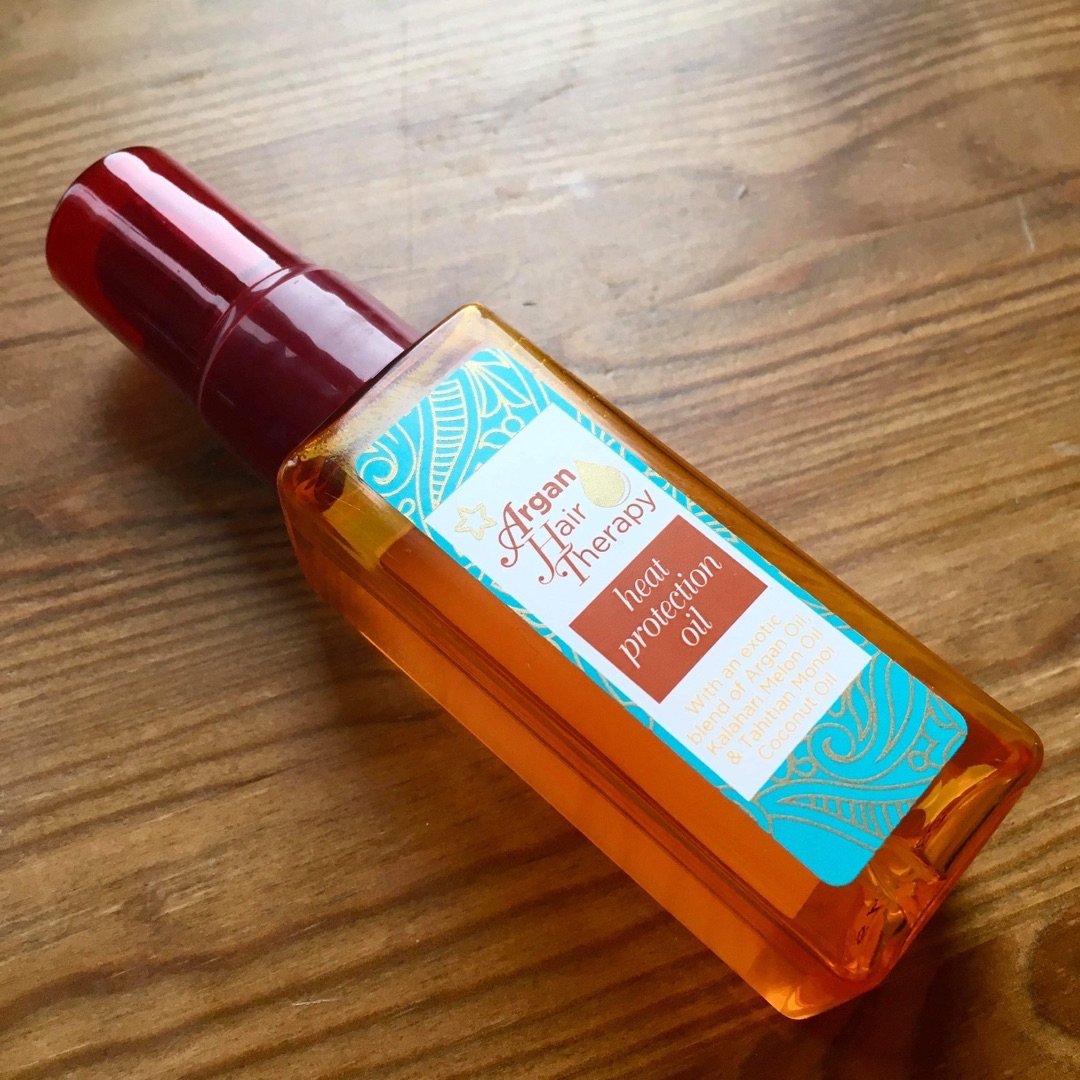 Argan
Hair
Therapy
heat
protection
oil
With an exotic
blend of Argan Oil,
Kalahari Melon Oil
& Tahitian Monoi
Coconut Oil